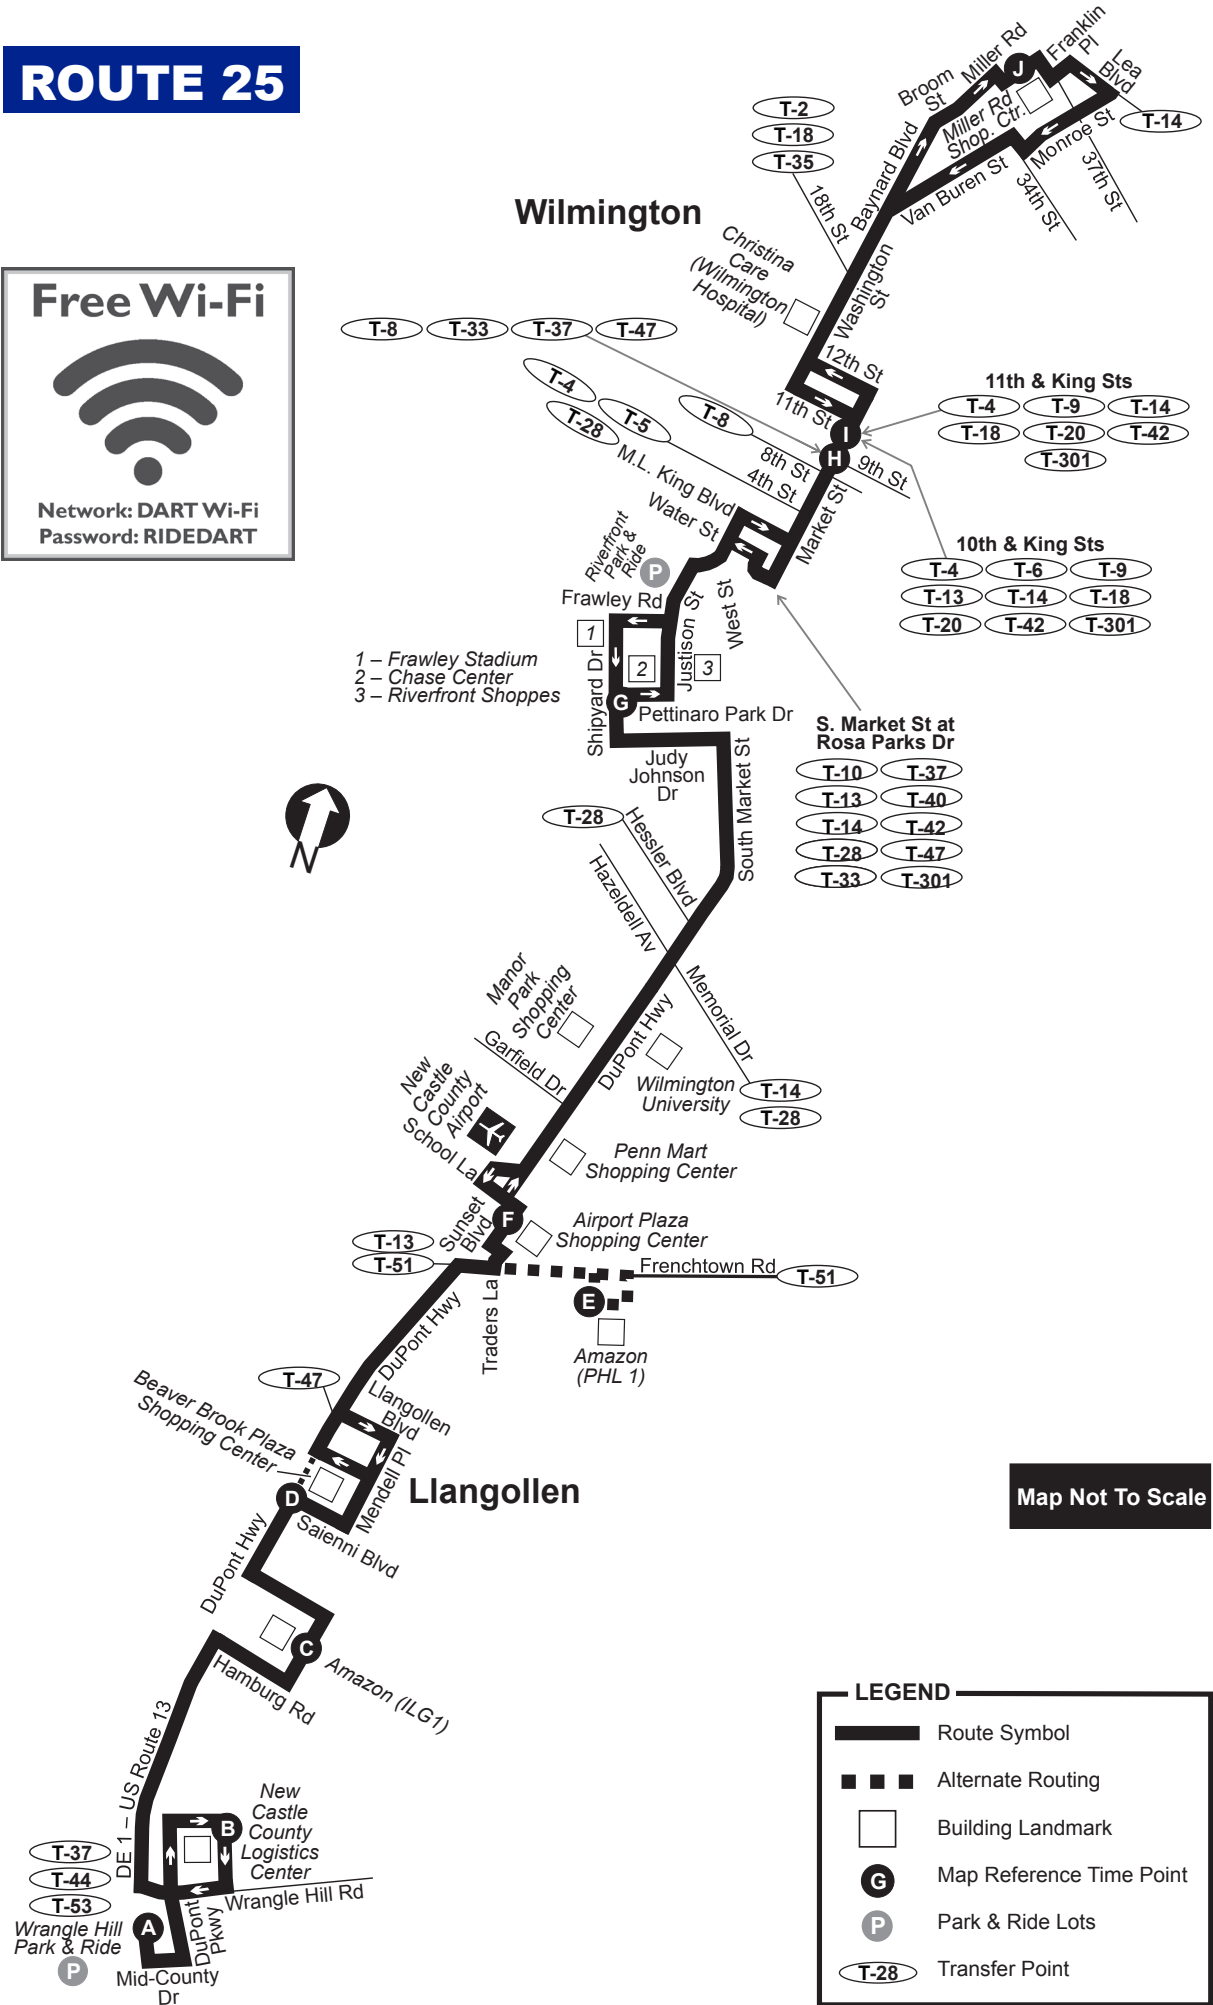 ROUTE 25
Free Wi-Fi
Network: DART Wi-Fi
Password: RIDEDART
Wilmington
Broom
St
Miller Rd
J
Franklin
Pl
Lea
Blvd
T-14
Miller Rd
Shop. Ctr.
Monroe St
37th St
34th St
Van Buren St
Baynard Blvd
T-2
T-18
T-35
18th St
Washington
St
Christina
Care
(Wilmington
Hospital)
12th St
11th St
T-8
T-33
T-37
T-47
I
H
11th & King Sts
T-4
T-9
T-14
T-18
T-20
T-42
T-301
T-4
T-28
T-5
T-8
9th St
8th St
4th St
M.L. King Blvd
Water St
Market St
10th & King Sts
T-4
T-6
T-9
T-13
T-14
T-18
T-20
T-42
T-301
Riverfront
Park &
Ride
P
Frawley Rd
West St
Justison St
Shipyard Dr
1
2
3
1 – Frawley Stadium
2 – Chase Center
3 – Riverfront Shoppes
G
Pettinaro Park Dr
Judy
Johnson
Dr
South Market St
S. Market St at
Rosa Parks Dr
T-10
T-37
T-13
T-40
T-14
T-42
T-28
T-47
T-33
T-301
N
T-28
Hessler Blvd
Hazeldell Av
Memorial Dr
T-14
T-28
Manor
Park
Shopping
Center
Garfield Dr
DuPont Hwy
Wilmington
University
New
Castle
County
Airport
School La
Penn Mart
Shopping Center
Sunset
Blvd
F
Airport Plaza
Shopping Center
T-13
T-51
Frenchtown Rd
T-51
E
Amazon
(PHL 1)
Traders La
DuPont Hwy
T-47
Llangollen
Blvd
Beaver Brook Plaza
Shopping Center
Mendell Pl
Llangollen
D
Saienni Blvd
DuPont Hwy
C
Amazon (ILG1)
Hamburg Rd
DE 1 – US Route 13
New
Castle
County
Logistics
Center
B
T-37
T-44
T-53
Wrangle Hill
Park & Ride
P
A
DuPont
Pkwy
Wrangle Hill Rd
Mid-County
Dr
Map Not To Scale
LEGEND
Route Symbol
Alternate Routing
Building Landmark
G
Map Reference Time Point
P
Park & Ride Lots
T-28
Transfer Point